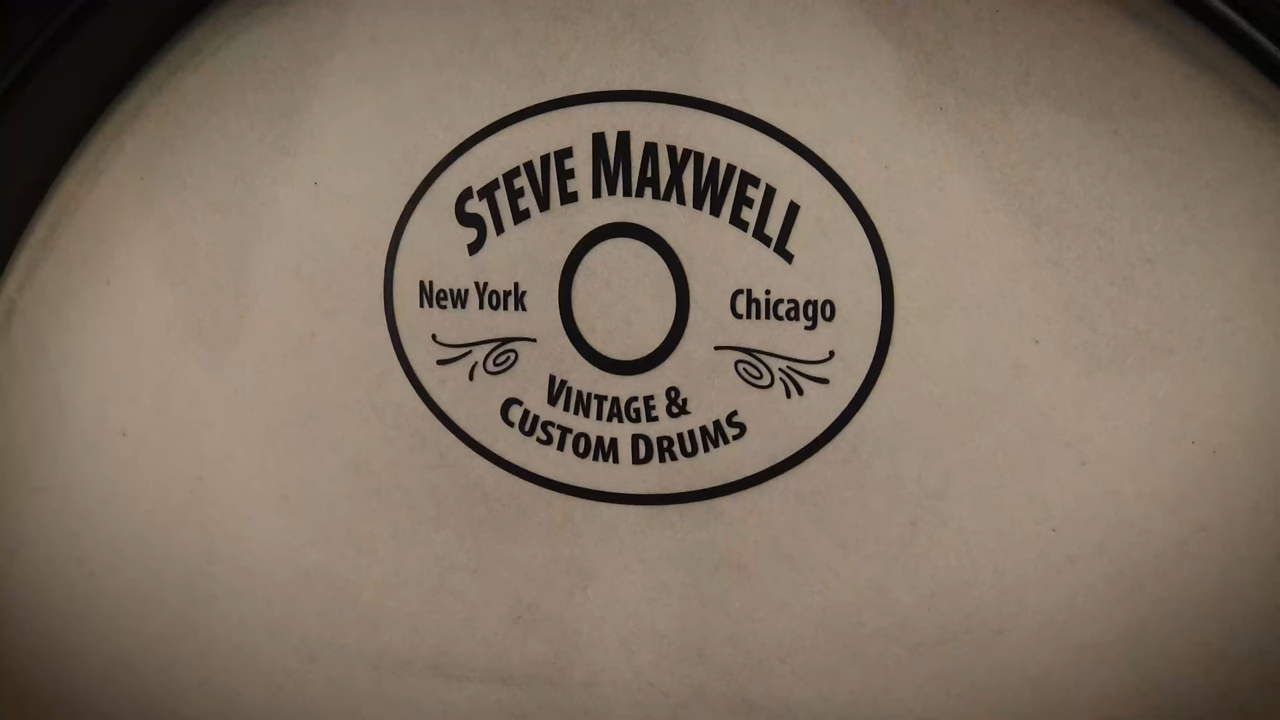 Steve Maxwell
New York
Chicago
Vintage &
Custom Drums